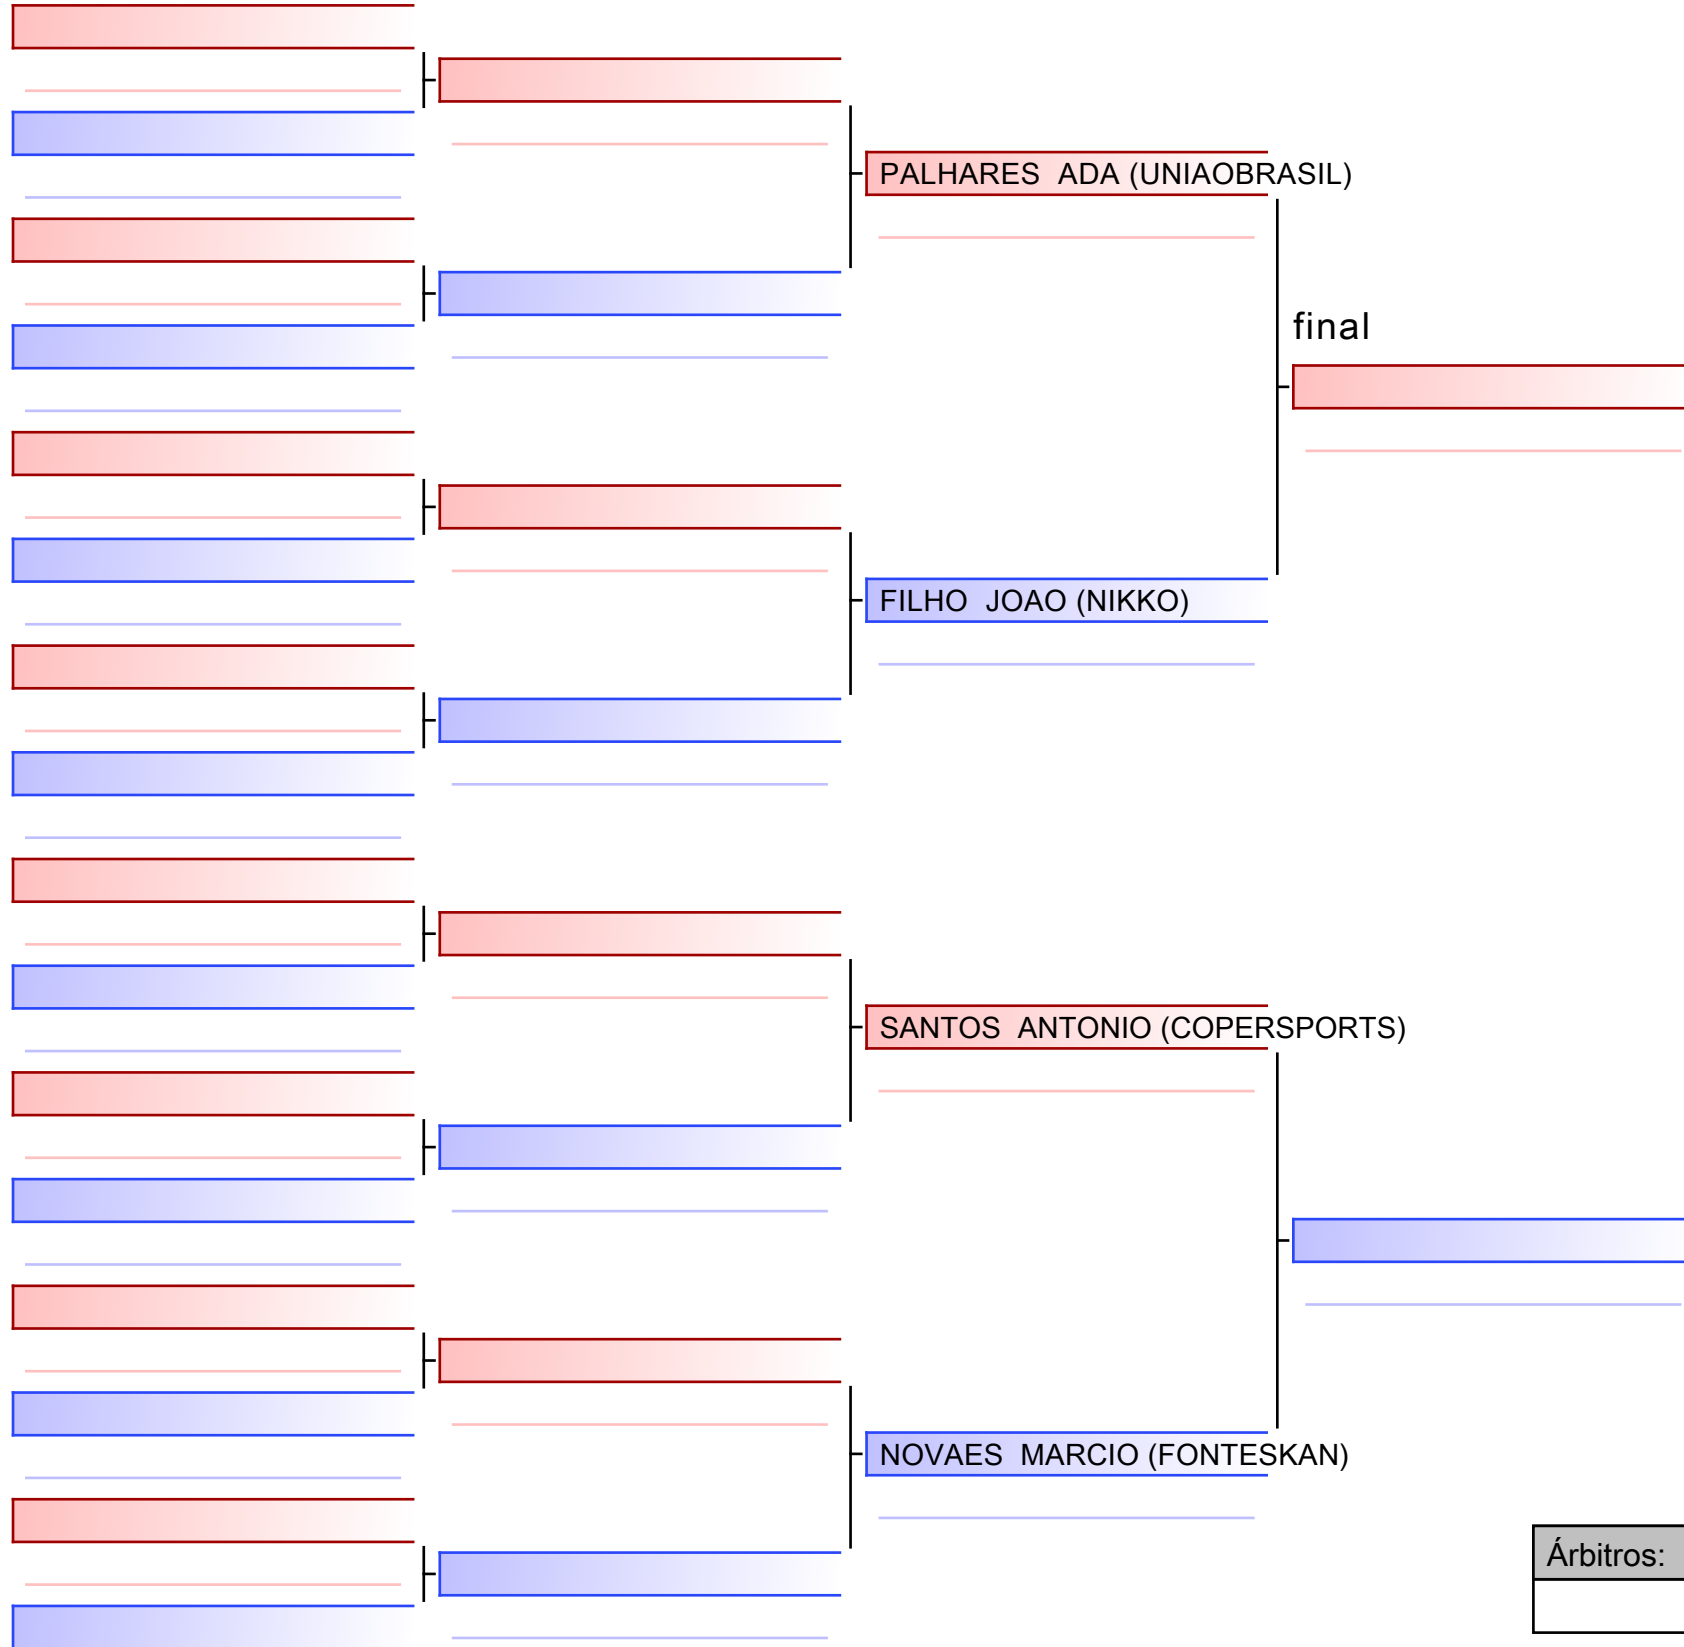 PALHARES ADA (UNIAOBRASIL)
final
FILHO JOAO (NIKKO)
SANTOS ANTONIO (COPERSPORTS)
NOVAES MARCIO (FONTESKAN)
Árbitros: